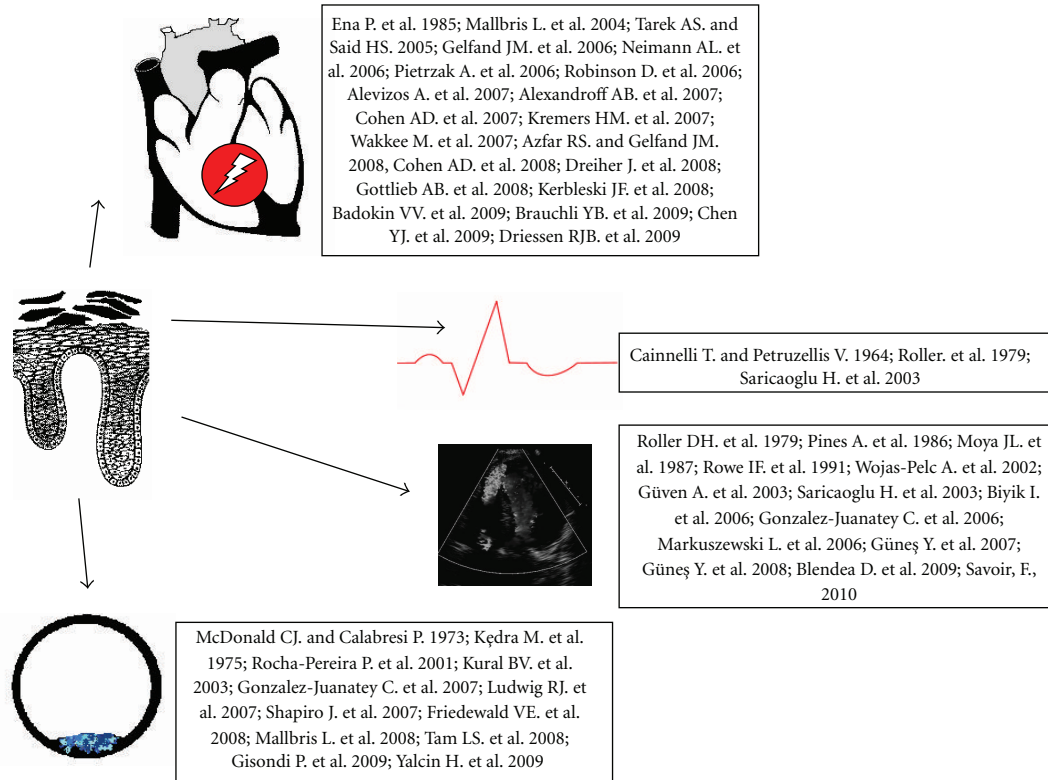 Ena P. et al. 1985; Mallbris L. et al. 2004; Tarek AS. and
Said HS. 2005; Gelfand JM. et al. 2006; Neimann AL. et
al. 2006; Pietrzak A. et al. 2006; Robinson D. et al. 2006;
Alevizos A. et al. 2007; Alexandroff AB. et al. 2007;
Cohen AD. et al. 2007; Kremers HM. et al. 2007;
Wakkee M. et al. 2007; Azfar RS. and Gelfand JM.
2008, Cohen AD. et al. 2008; Dreiher J. et al. 2008;
Gottlieb AB. et al. 2008; Kerbleski JF. et al. 2008;
Badokin VV. et al. 2009; Brauchli YB. et al. 2009; Chen
YJ. et al. 2009; Driessen RJB. et al. 2009
Cainnelli T. and Petruzellis V. 1964; Roller. et al. 1979;
Saricaoglu H. et al. 2003
Roller DH. et al. 1979; Pines A. et al. 1986; Moya JL. et
al. 1987; Rowe IF. et al. 1991; Wojas-Pelc A. et al. 2002;
Güven A. et al. 2003; Saricaoglu H. et al. 2003; Biyik I.
et al. 2006; Gonzalez-Juanatey C. et al. 2006;
Markuszewski L. et al. 2006; Güneş Y. et al. 2007;
Güneş Y. et al. 2008; Blendea D. et al. 2009; Savoir, F.,
2010
McDonald CJ. and Calabresi P. 1973; Kędra M. et al.
1975; Rocha-Pereira P. et al. 2001; Kural BV. et al.
2003; Gonzalez-Juanatey C. et al. 2007; Ludwig RJ. et
al. 2007; Shapiro J. et al. 2007; Friedewald VE. et al.
2008; Mallbris L. et al. 2008; Tam LS. et al. 2008;
Gisondi P. et al. 2009; Yalcin H. et al. 2009